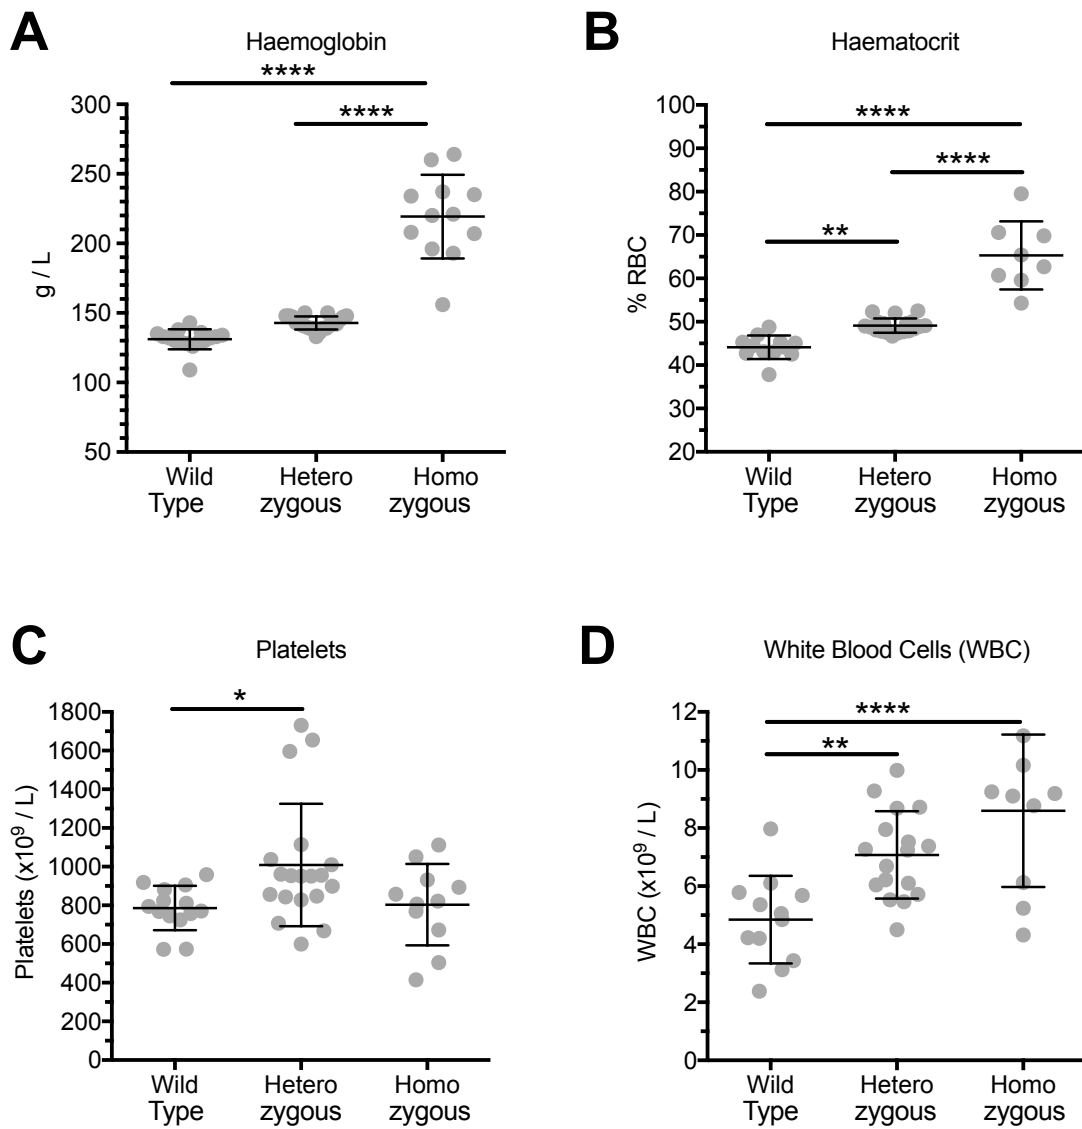 A
Haemoglobin
****
****
300
250
200
150
100
50
g / L
Wild Type
Hetero zygous
Homo zygous
B
Haematocrit
****
****
**
100
90
80
70
60
50
40
30
20
% RBC
Wild Type
Hetero zygous
Homo zygous
C
Platelets
*
1800
1600
1400
1200
1000
800
600
400
200
0
Platelets (x10⁹ / L)
Wild Type
Hetero zygous
Homo zygous
D
White Blood Cells (WBC)
****
**
12
10
8
6
4
2
0
WBC (x10⁹ / L)
Wild Type
Hetero zygous
Homo zygous